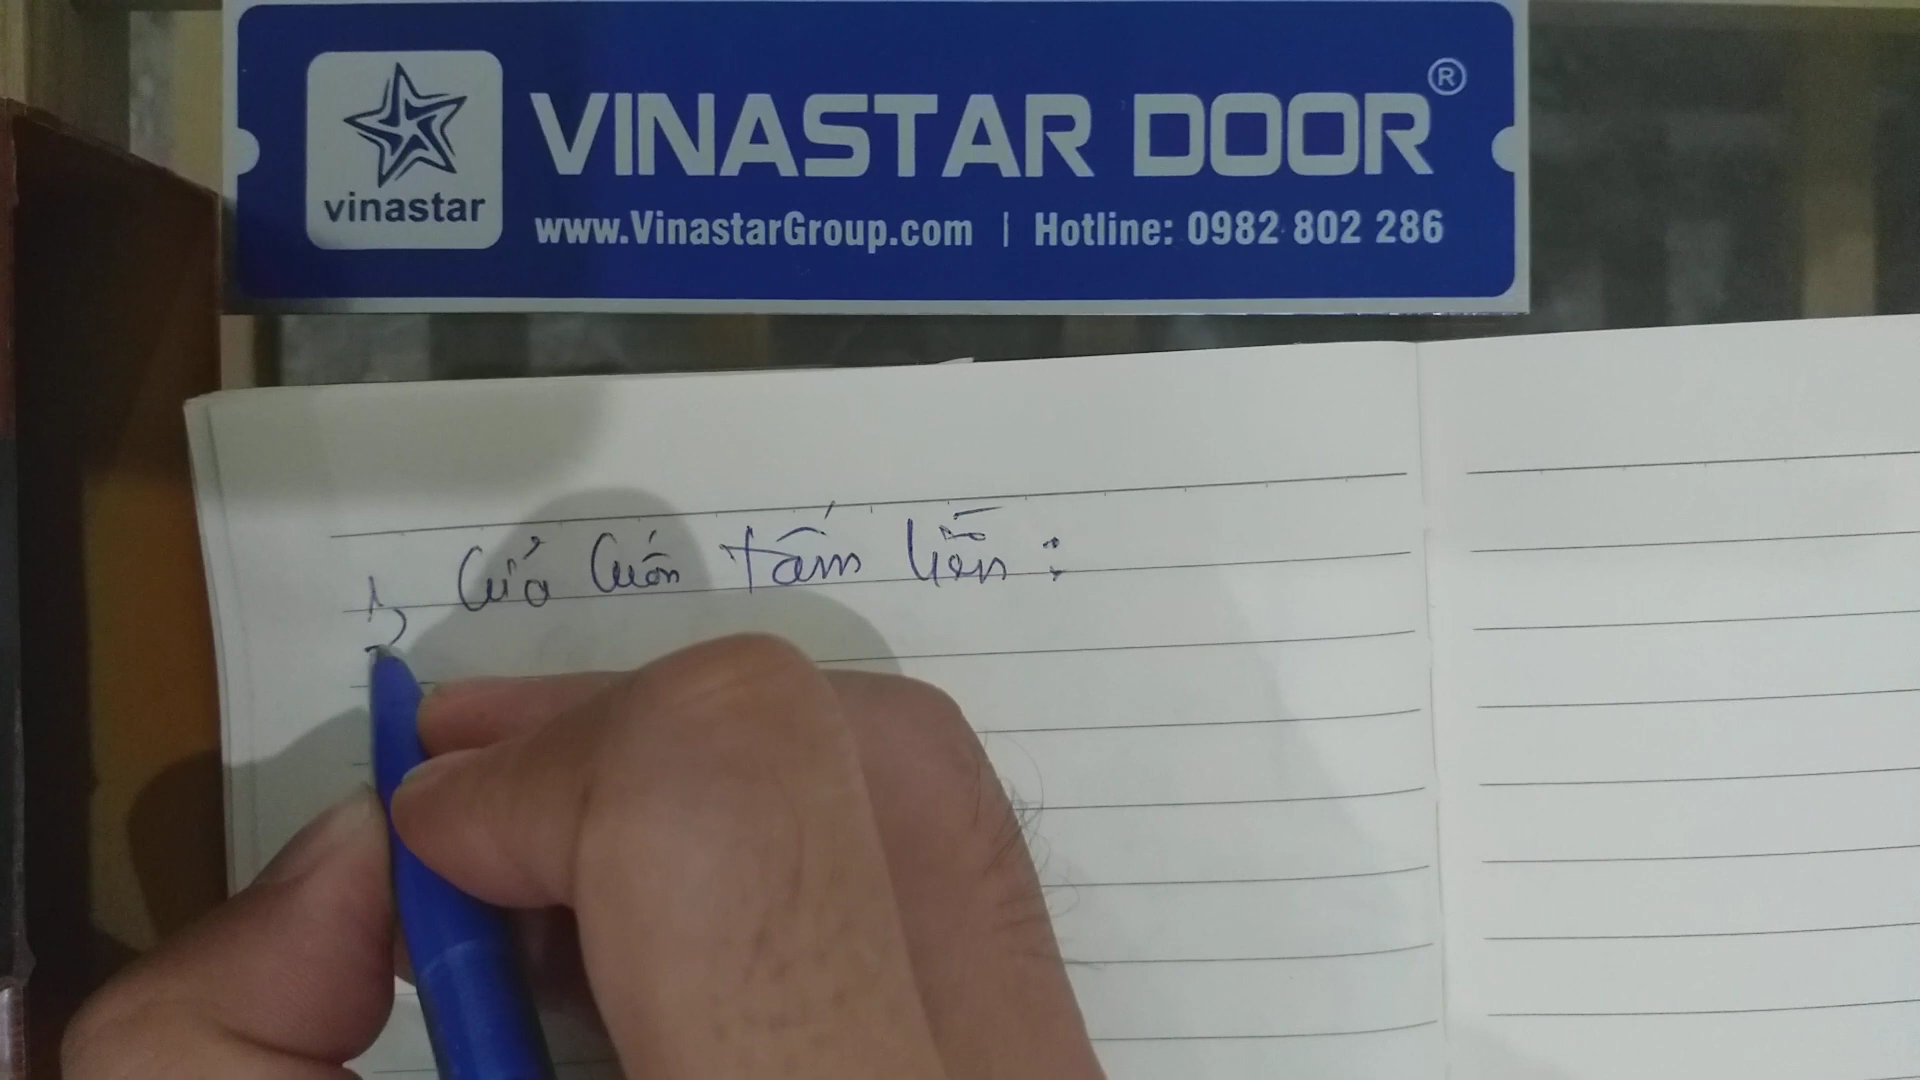 VINASTAR DOOR®
vinastar
www.VinastarGroup.com | Hotline: 0982 802 286
1, Cửa cuốn tấm liền :